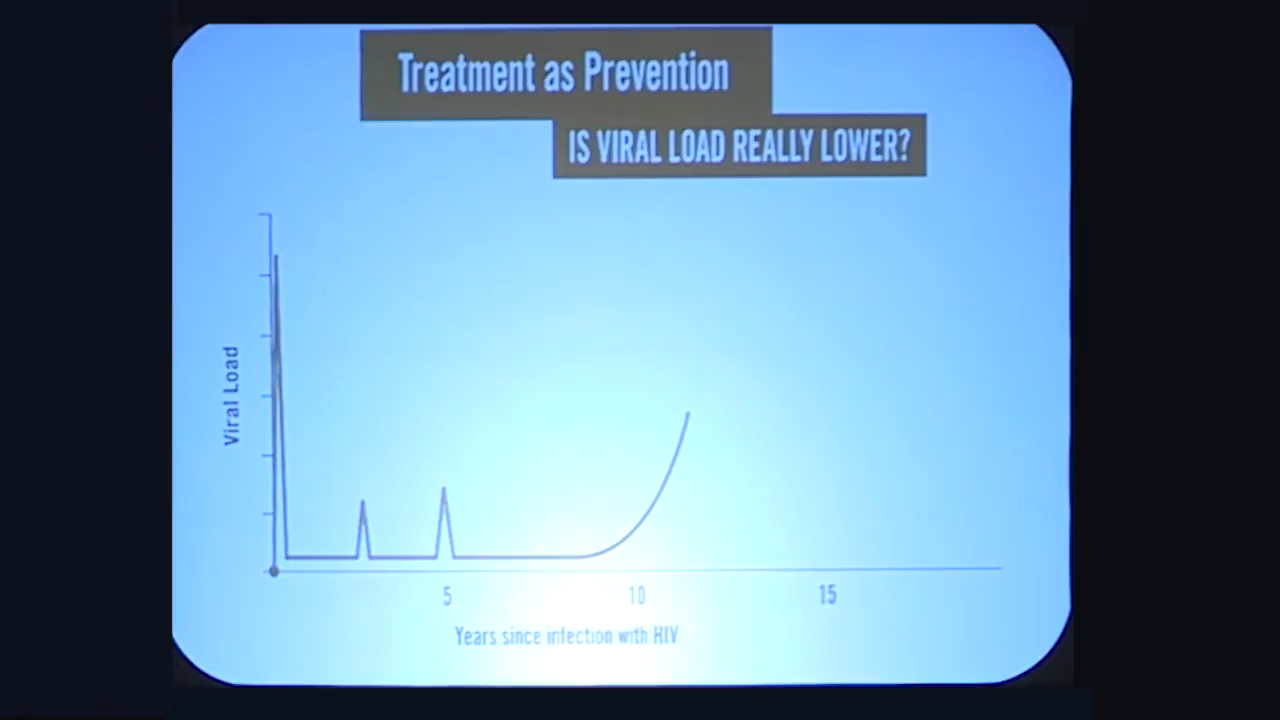 Treatment as Prevention
IS VIRAL LOAD REALLY LOWER?
Viral Load
5
10
15
Years since infection with HIV